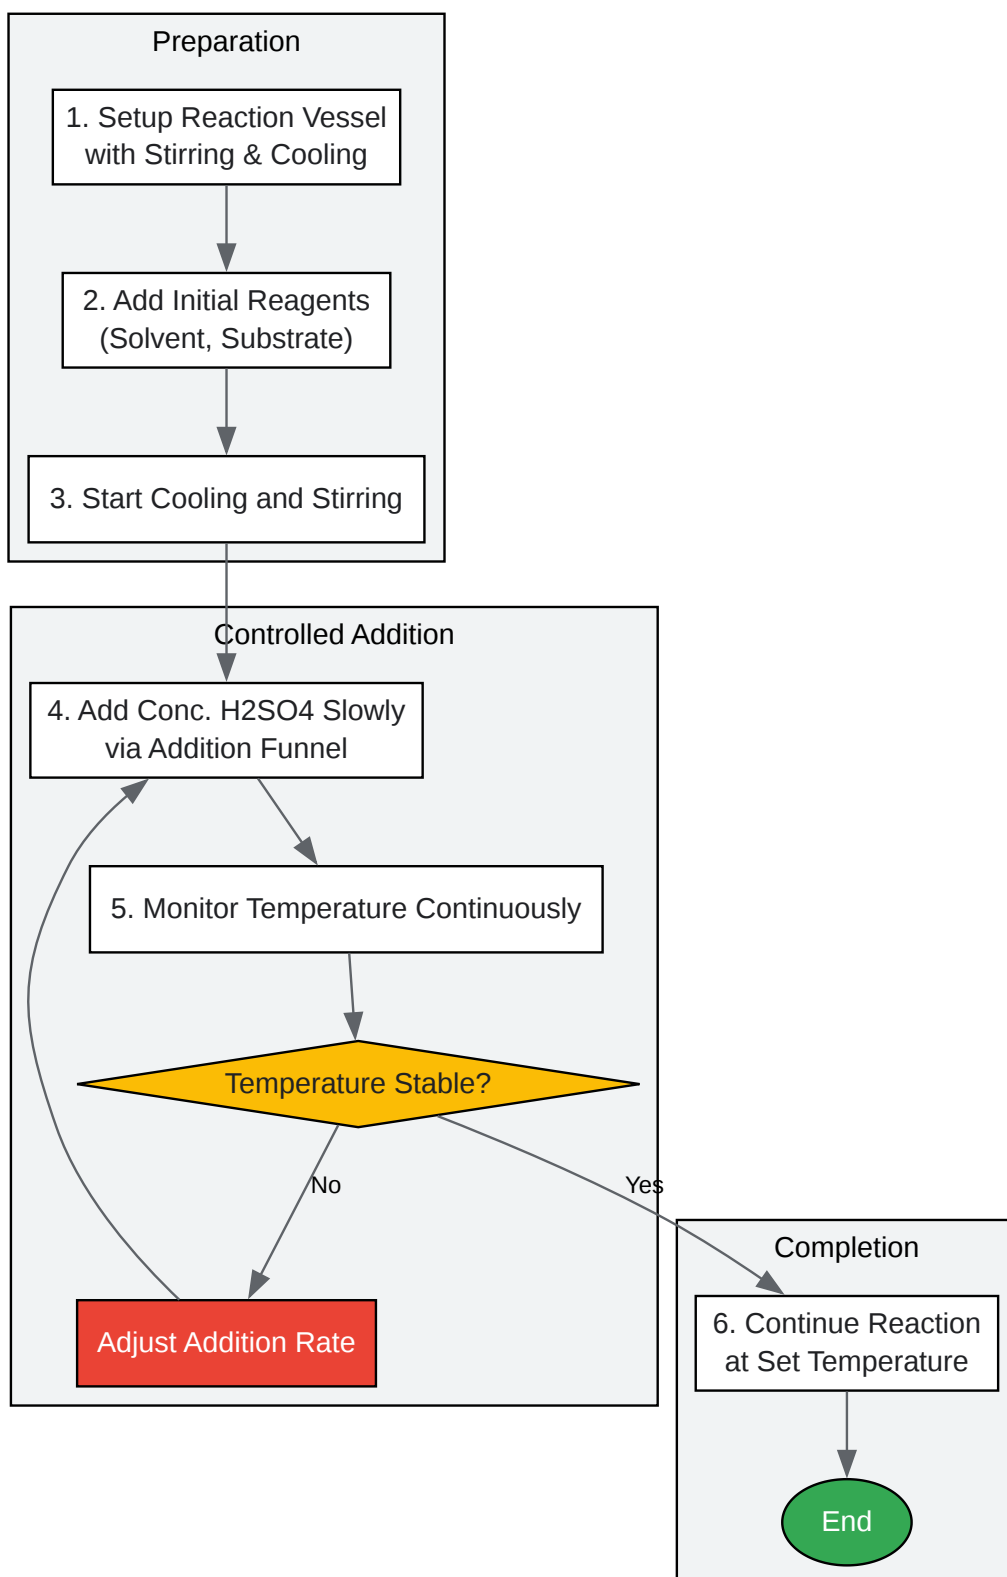 Preparation
1. Setup Reaction Vessel
with Stirring & Cooling
2. Add Initial Reagents
(Solvent, Substrate)
3. Start Cooling and Stirring
Controlled Addition
4. Add Conc. H2SO4 Slowly
via Addition Funnel
5. Monitor Temperature Continuously
Temperature Stable?
No
Yes
Adjust Addition Rate
Completion
6. Continue Reaction
at Set Temperature
End